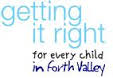 getting
it right
for every child
in Forth Valley